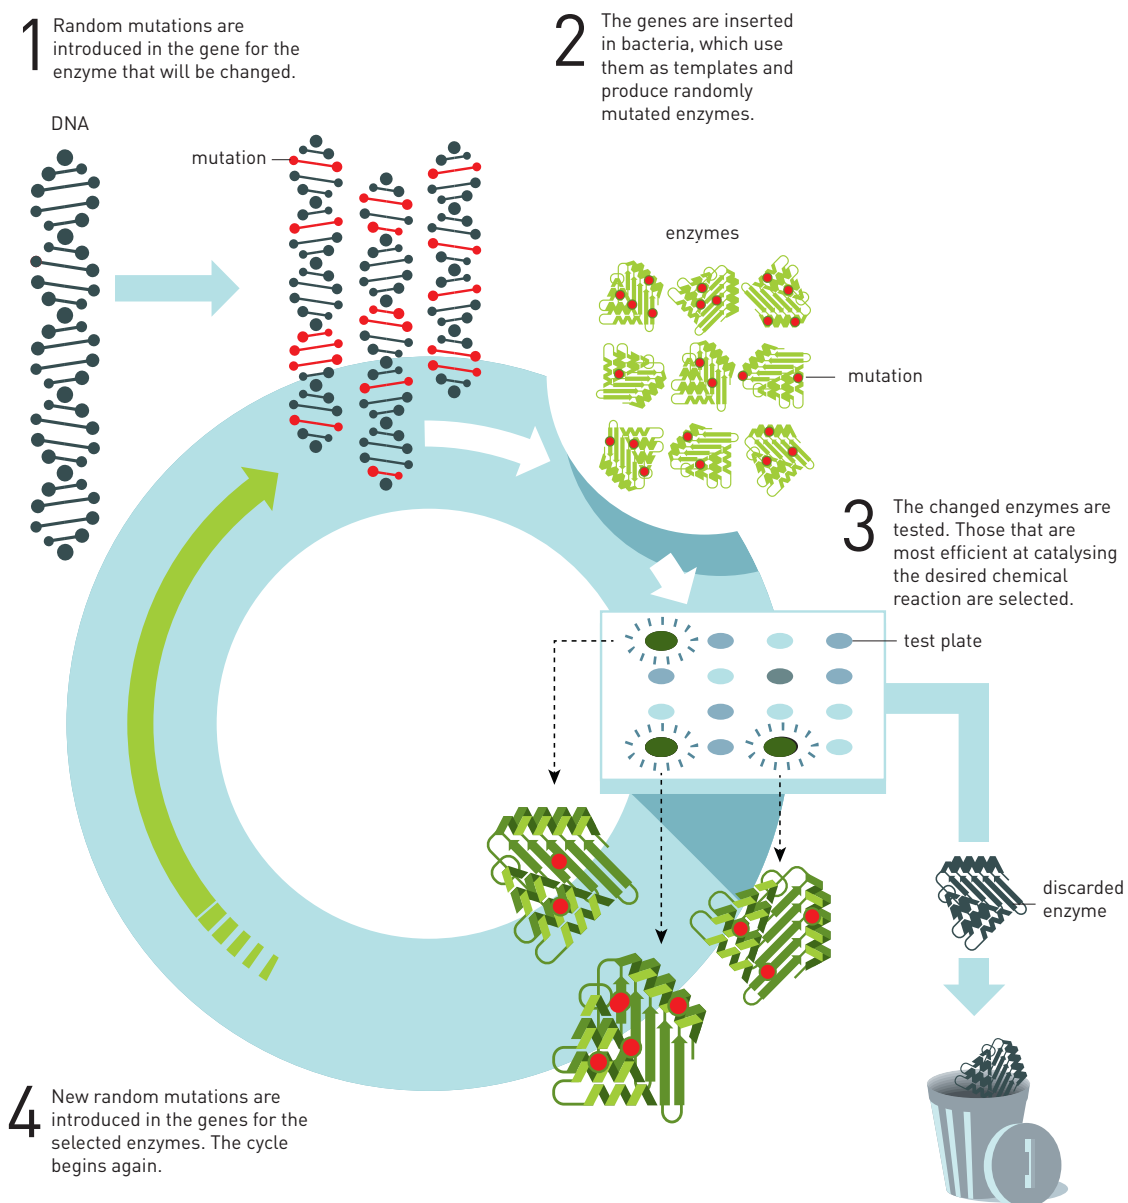 1
Random mutations are
introduced in the gene for the
enzyme that will be changed.
2
The genes are inserted
in bacteria, which use
them as templates and
produce randomly
mutated enzymes.
DNA
mutation
enzymes
mutation
3
The changed enzymes are
tested. Those that are
most efficient at catalysing
the desired chemical
reaction are selected.
test plate
discarded
enzyme
4
New random mutations are
introduced in the genes for the
selected enzymes. The cycle
begins again.